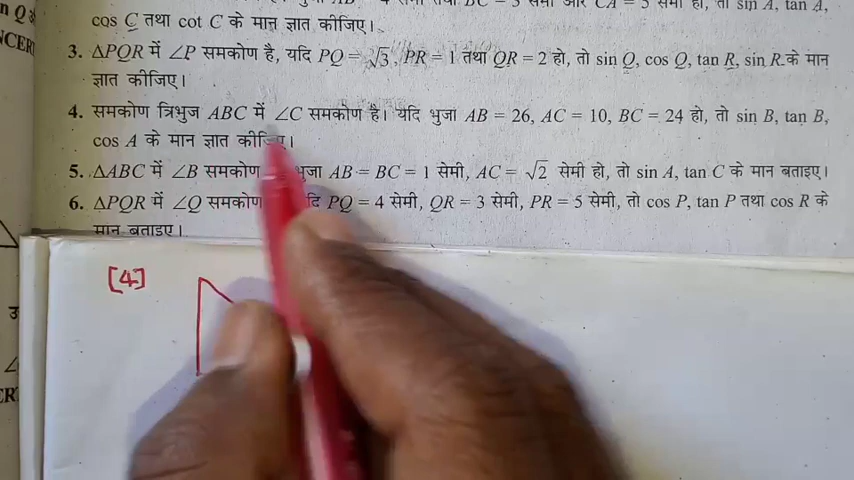 cos C तथा cot C के मान ज्ञात कीजिए।
3. ΔPQR में ∠P समकोण है, यदि PQ = √3, PR = 1 तथा QR = 2 हो, तो sin Q, cos Q, tan R, sin R के मान
ज्ञात कीजिए।
4. समकोण त्रिभुज ABC में ∠C समकोण है। यदि भुजा AB = 26, AC = 10, BC = 24 हो, तो sin B, tan B,
cos A के मान ज्ञात कीजिए।
5. ΔABC में ∠B समकोण भुजा AB = BC = 1 सेमी, AC = √2 सेमी हो, तो sin A, tan C के मान बताइए।
6. ΔPQR में ∠Q समकोण PQ = 4 सेमी, QR = 3 सेमी, PR = 5 सेमी, तो cos P, tan P तथा cos R के
मान बताइए।
[4]